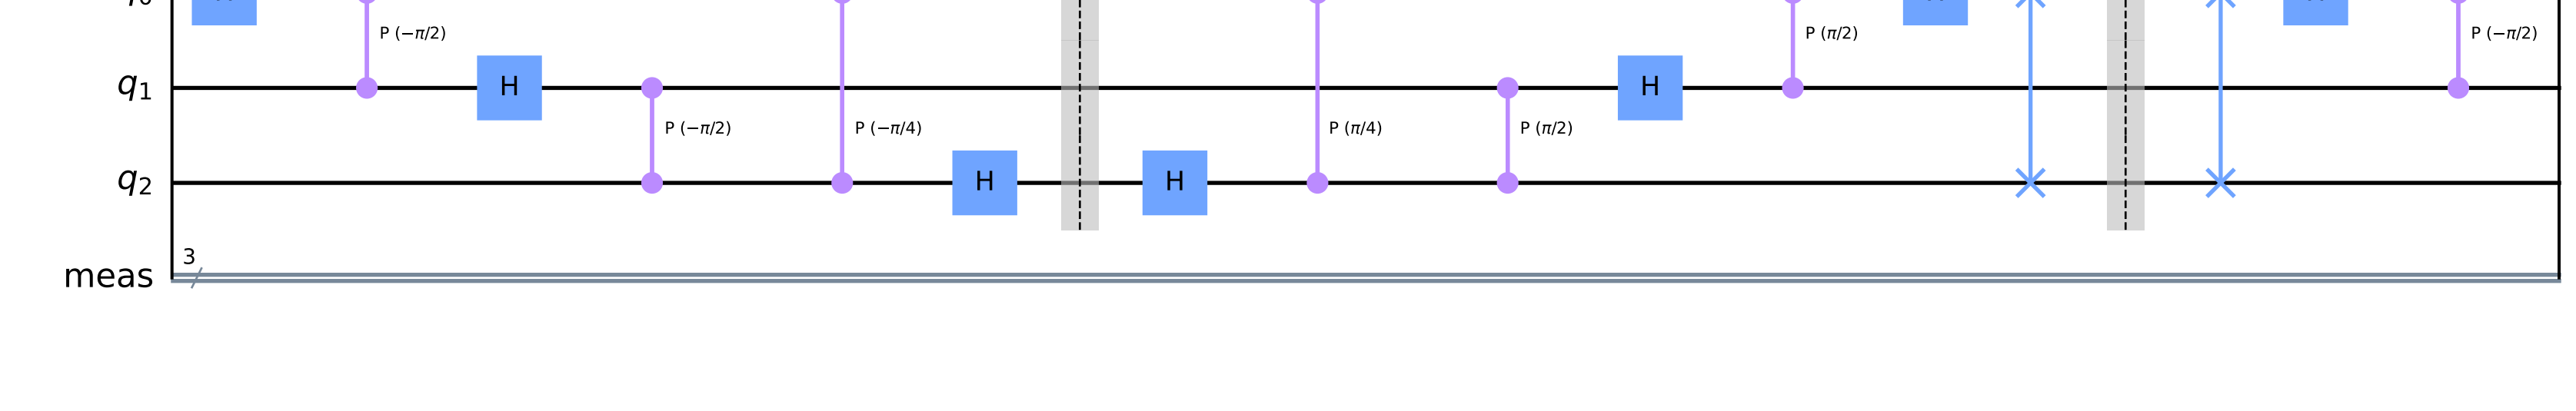 P (−π/2) P (π/2) P (−π/2)
q1 H H
P (−π/2) P (−π/4) P (π/4) P (π/2)
q2 H H
3
meas